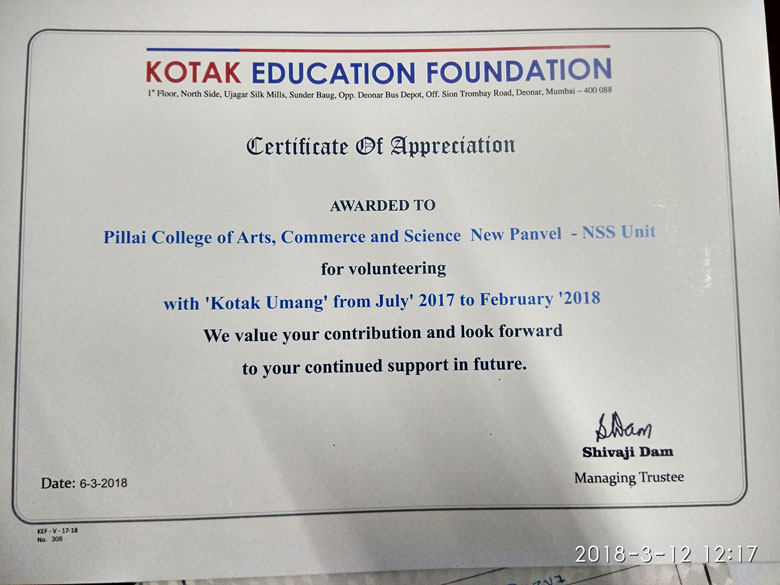 KOTAK EDUCATION FOUNDATION
1st Floor, North Side, Ujagar Silk Mills, Sunder Baug, Opp. Deonar Bus Depot, Off. Sion Trombay Road, Deonar, Mumbai – 400 088
Certificate Of Appreciation
AWARDED TO
Pillai College of Arts, Commerce and Science New Panvel - NSS Unit
for volunteering
with 'Kotak Umang' from July' 2017 to February '2018
We value your contribution and look forward
to your continued support in future.
SDam
Shivaji Dam
Managing Trustee
Date: 6-3-2018
KEF - V - 17-18
No. 308
2018-3-12 12:17